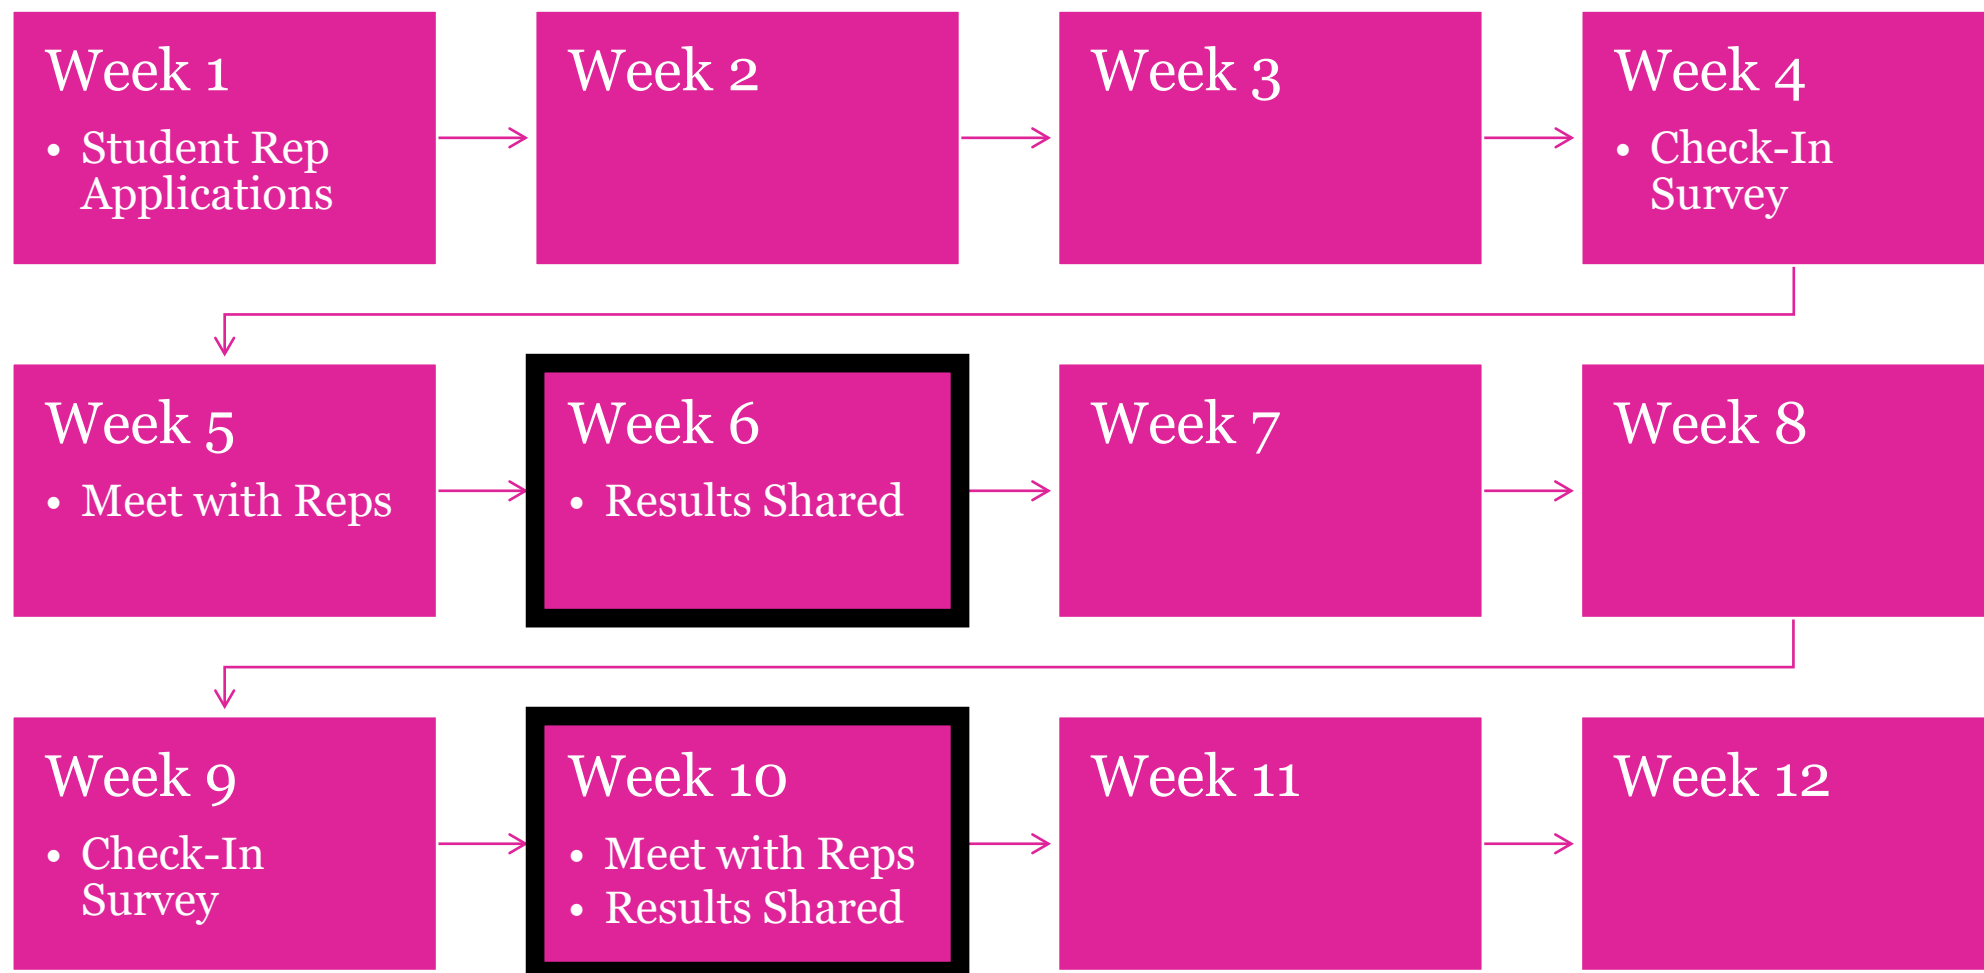 Week 1
• Student Rep
Applications
Week 2
Week 3
Week 4
• Check-In
Survey
Week 5
• Meet with Reps
Week 6
• Results Shared
Week 7
Week 8
Week 9
• Check-In
Survey
Week 10
• Meet with Reps
• Results Shared
Week 11
Week 12